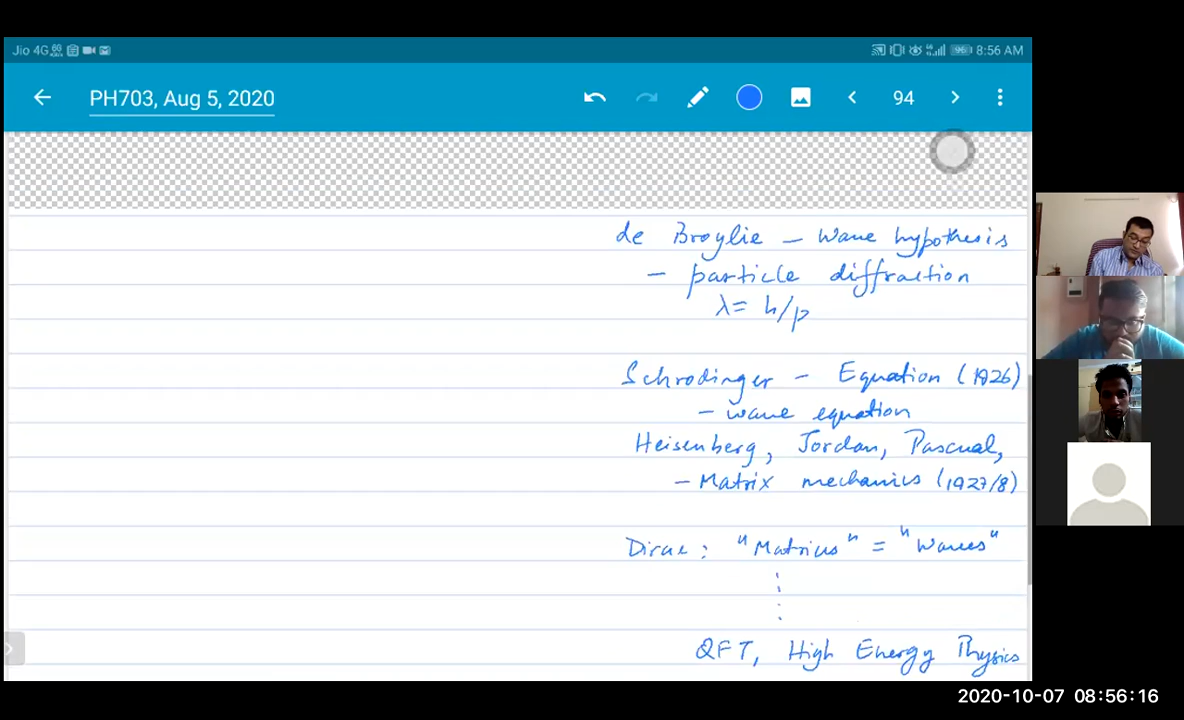 Jio 4G
96 8:56 AM
PH703, Aug 5, 2020
94
de Broylie - wave hypothesis
- particle diffraction
λ= h/p
Schrodinger - Equation (1926)
- wave equation
Heisenberg, Jordan, Pascual,
- Matrix mechanics (1927/8)
Dirac: "Matrices" = "Waves"
QFT, High Energy Physics
2020-10-07 08:56:16